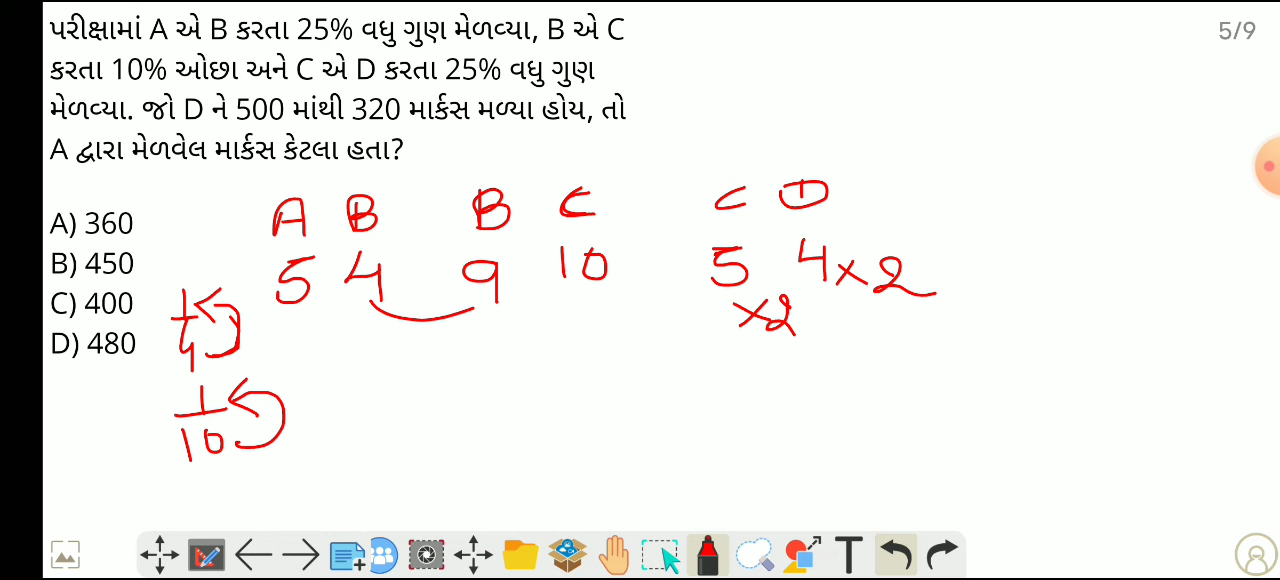 પરીક્ષામાં A એ B કરતા 25% વધુ ગુણ મેળવ્યા, B એ C
5/9
કરતા 10% ઓછા અને C એ D કરતા 25% વધુ ગુણ
મેળવ્યા. જો D ને 500 માંથી 320 માર્કસ મળ્યા હોય, તો
A દ્વારા મેળવેલ માર્કસ કેટલા હતા?
A) 360
B) 450
C) 400
D) 480
A B B C C D
5 4 9 10 5 4×2
×2
1/4
1/10
T